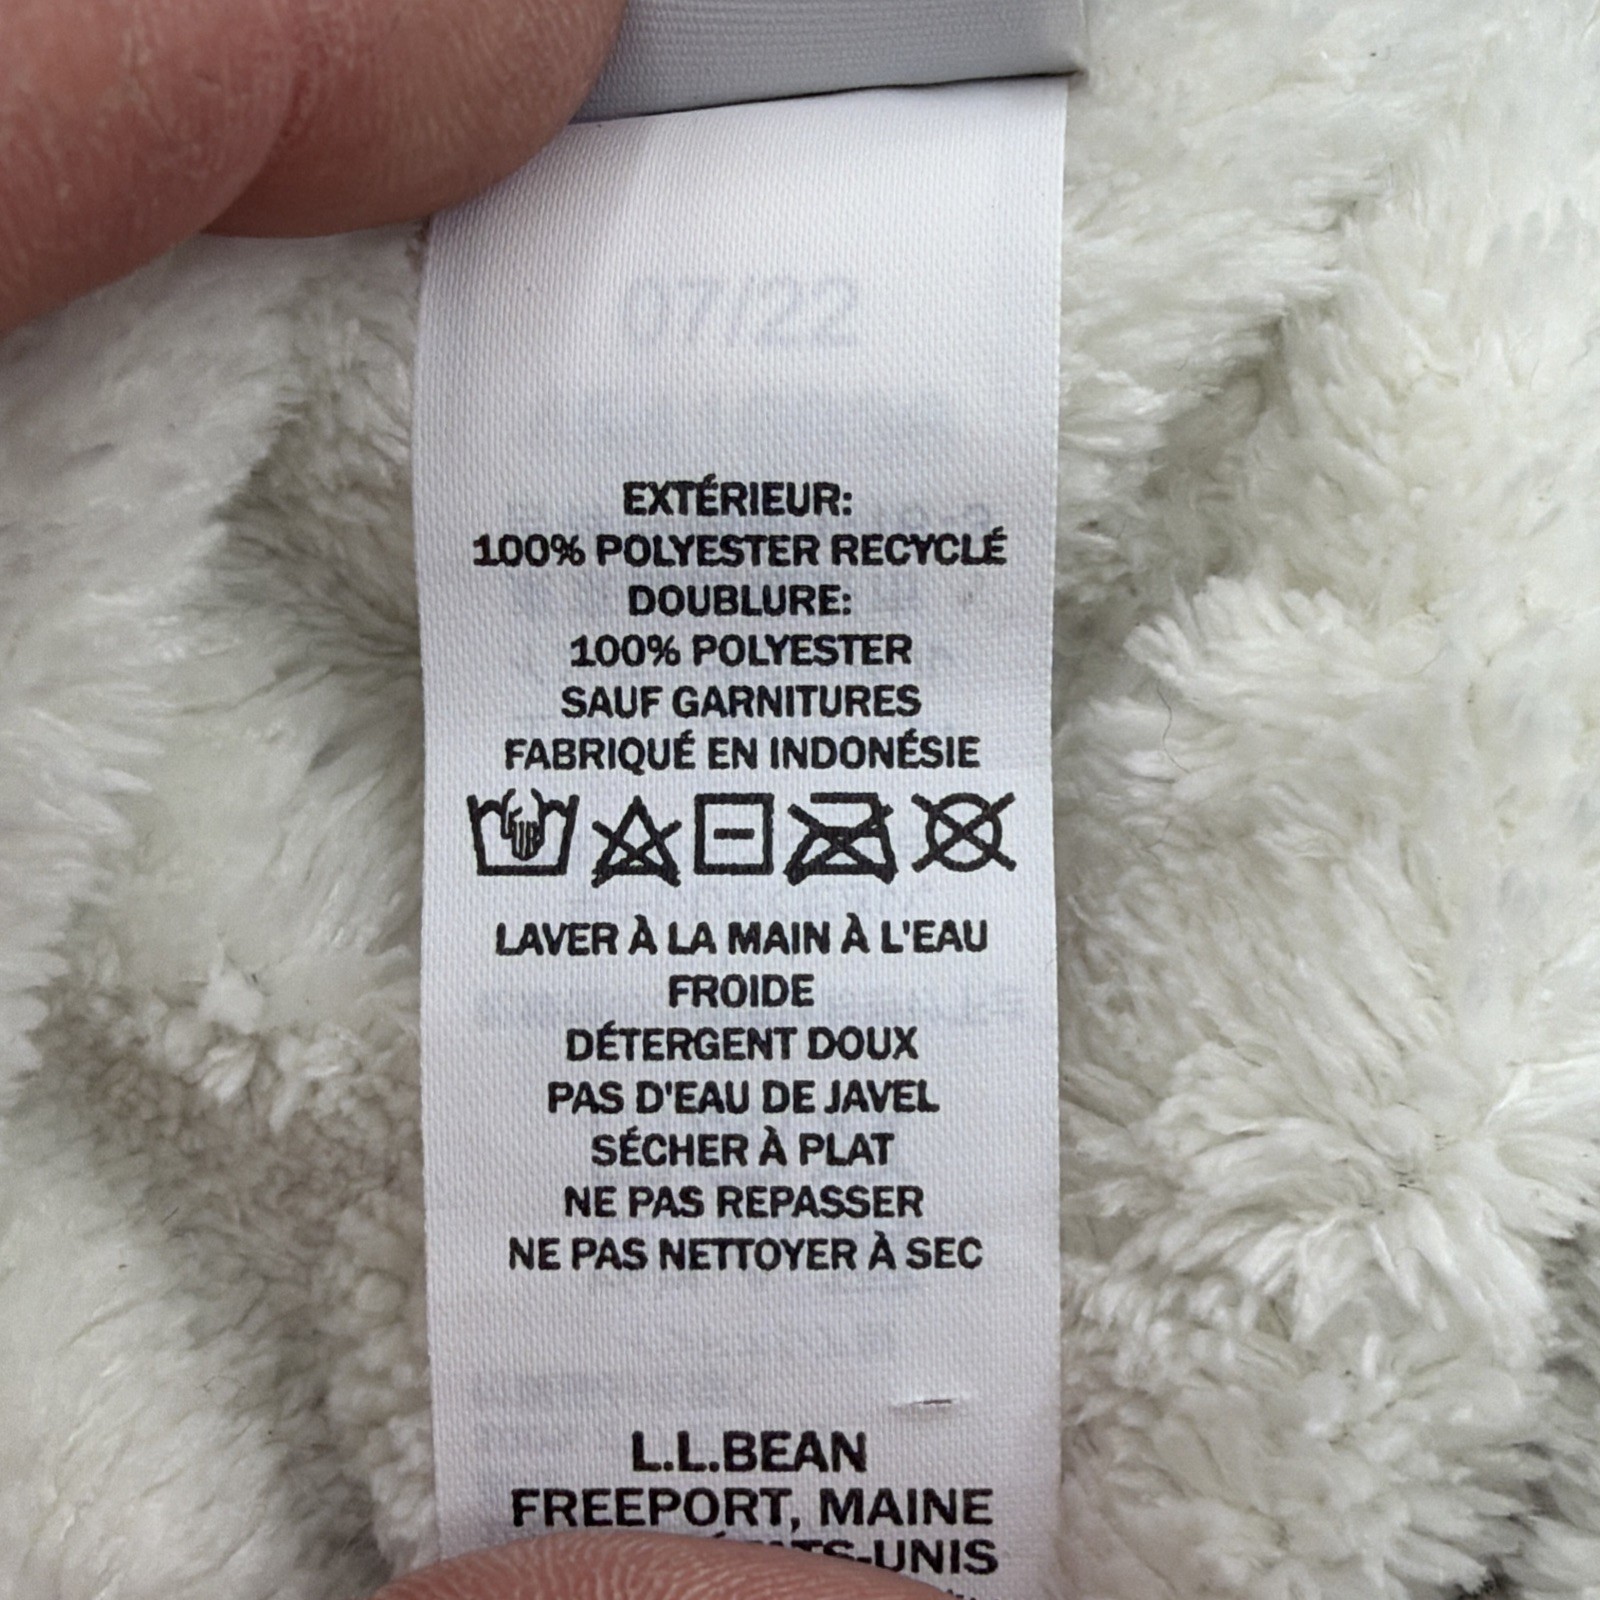 07/22
EXTÉRIEUR:
100% POLYESTER RECYCLÉ
DOUBLURE:
100% POLYESTER
SAUF GARNITURES
FABRIQUÉ EN INDONÉSIE
LAVER À LA MAIN À L'EAU
FROIDE
DÉTERGENT DOUX
PAS D'EAU DE JAVEL
SÉCHER À PLAT
NE PAS REPASSER
NE PAS NETTOYER À SEC
L.L.BEAN
FREEPORT, MAINE